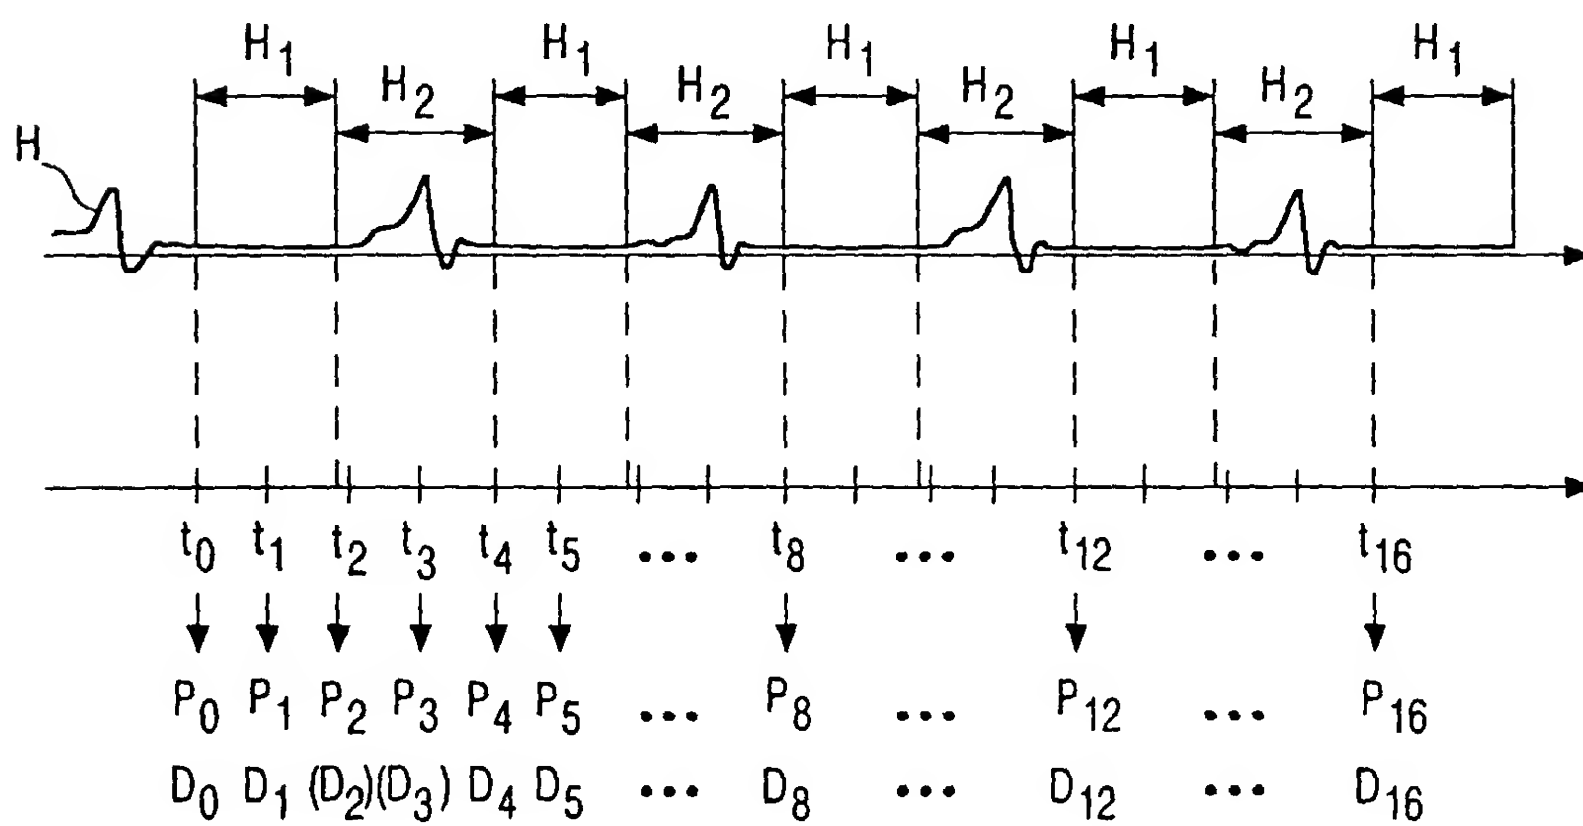 H₁ H₁ H₁ H₁ H₁
H₂ H₂ H₂ H₂
H
t₀ t₁ t₂ t₃ t₄ t₅ ... t₈ ... t₁₂ ... t₁₆
P₀ P₁ P₂ P₃ P₄ P₅ ... P₈ ... P₁₂ ... P₁₆
D₀ D₁ (D₂)(D₃) D₄ D₅ ... D₈ ... D₁₂ ... D₁₆